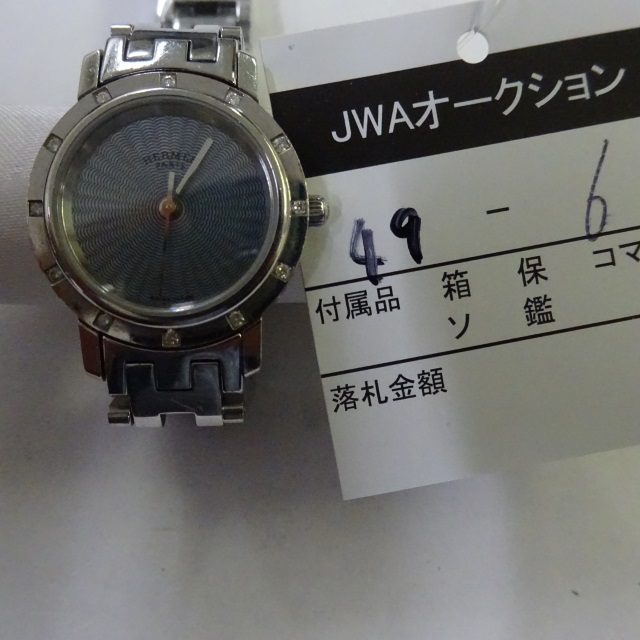 HERMES
PARIS
JWAオークション
49 - 6
付属品 箱 保 コマ
ソ 鑑
落札金額